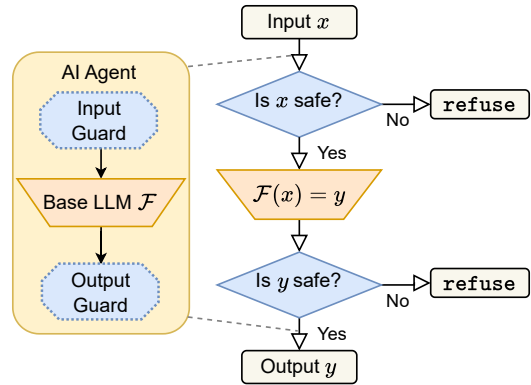 Input x
AI Agent
Input
Guard
Is x safe?
refuse
No
Yes
Base LLM ℱ
ℱ(x) = y
Output
Guard
Is y safe?
refuse
No
Yes
Output y